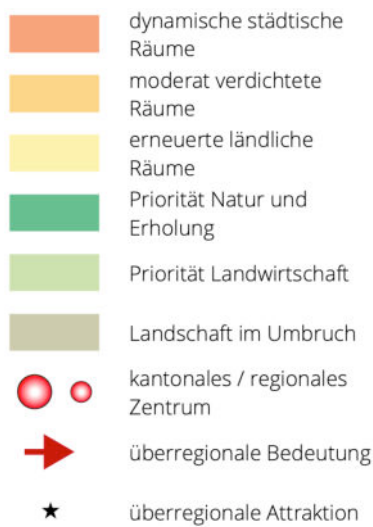 dynamische städtische
Räume
moderat verdichtete
Räume
erneuerte ländliche
Räume
Priorität Natur und
Erholung
Priorität Landwirtschaft
Landschaft im Umbruch
kantonales / regionales
Zentrum
überregionale Bedeutung
überregionale Attraktion